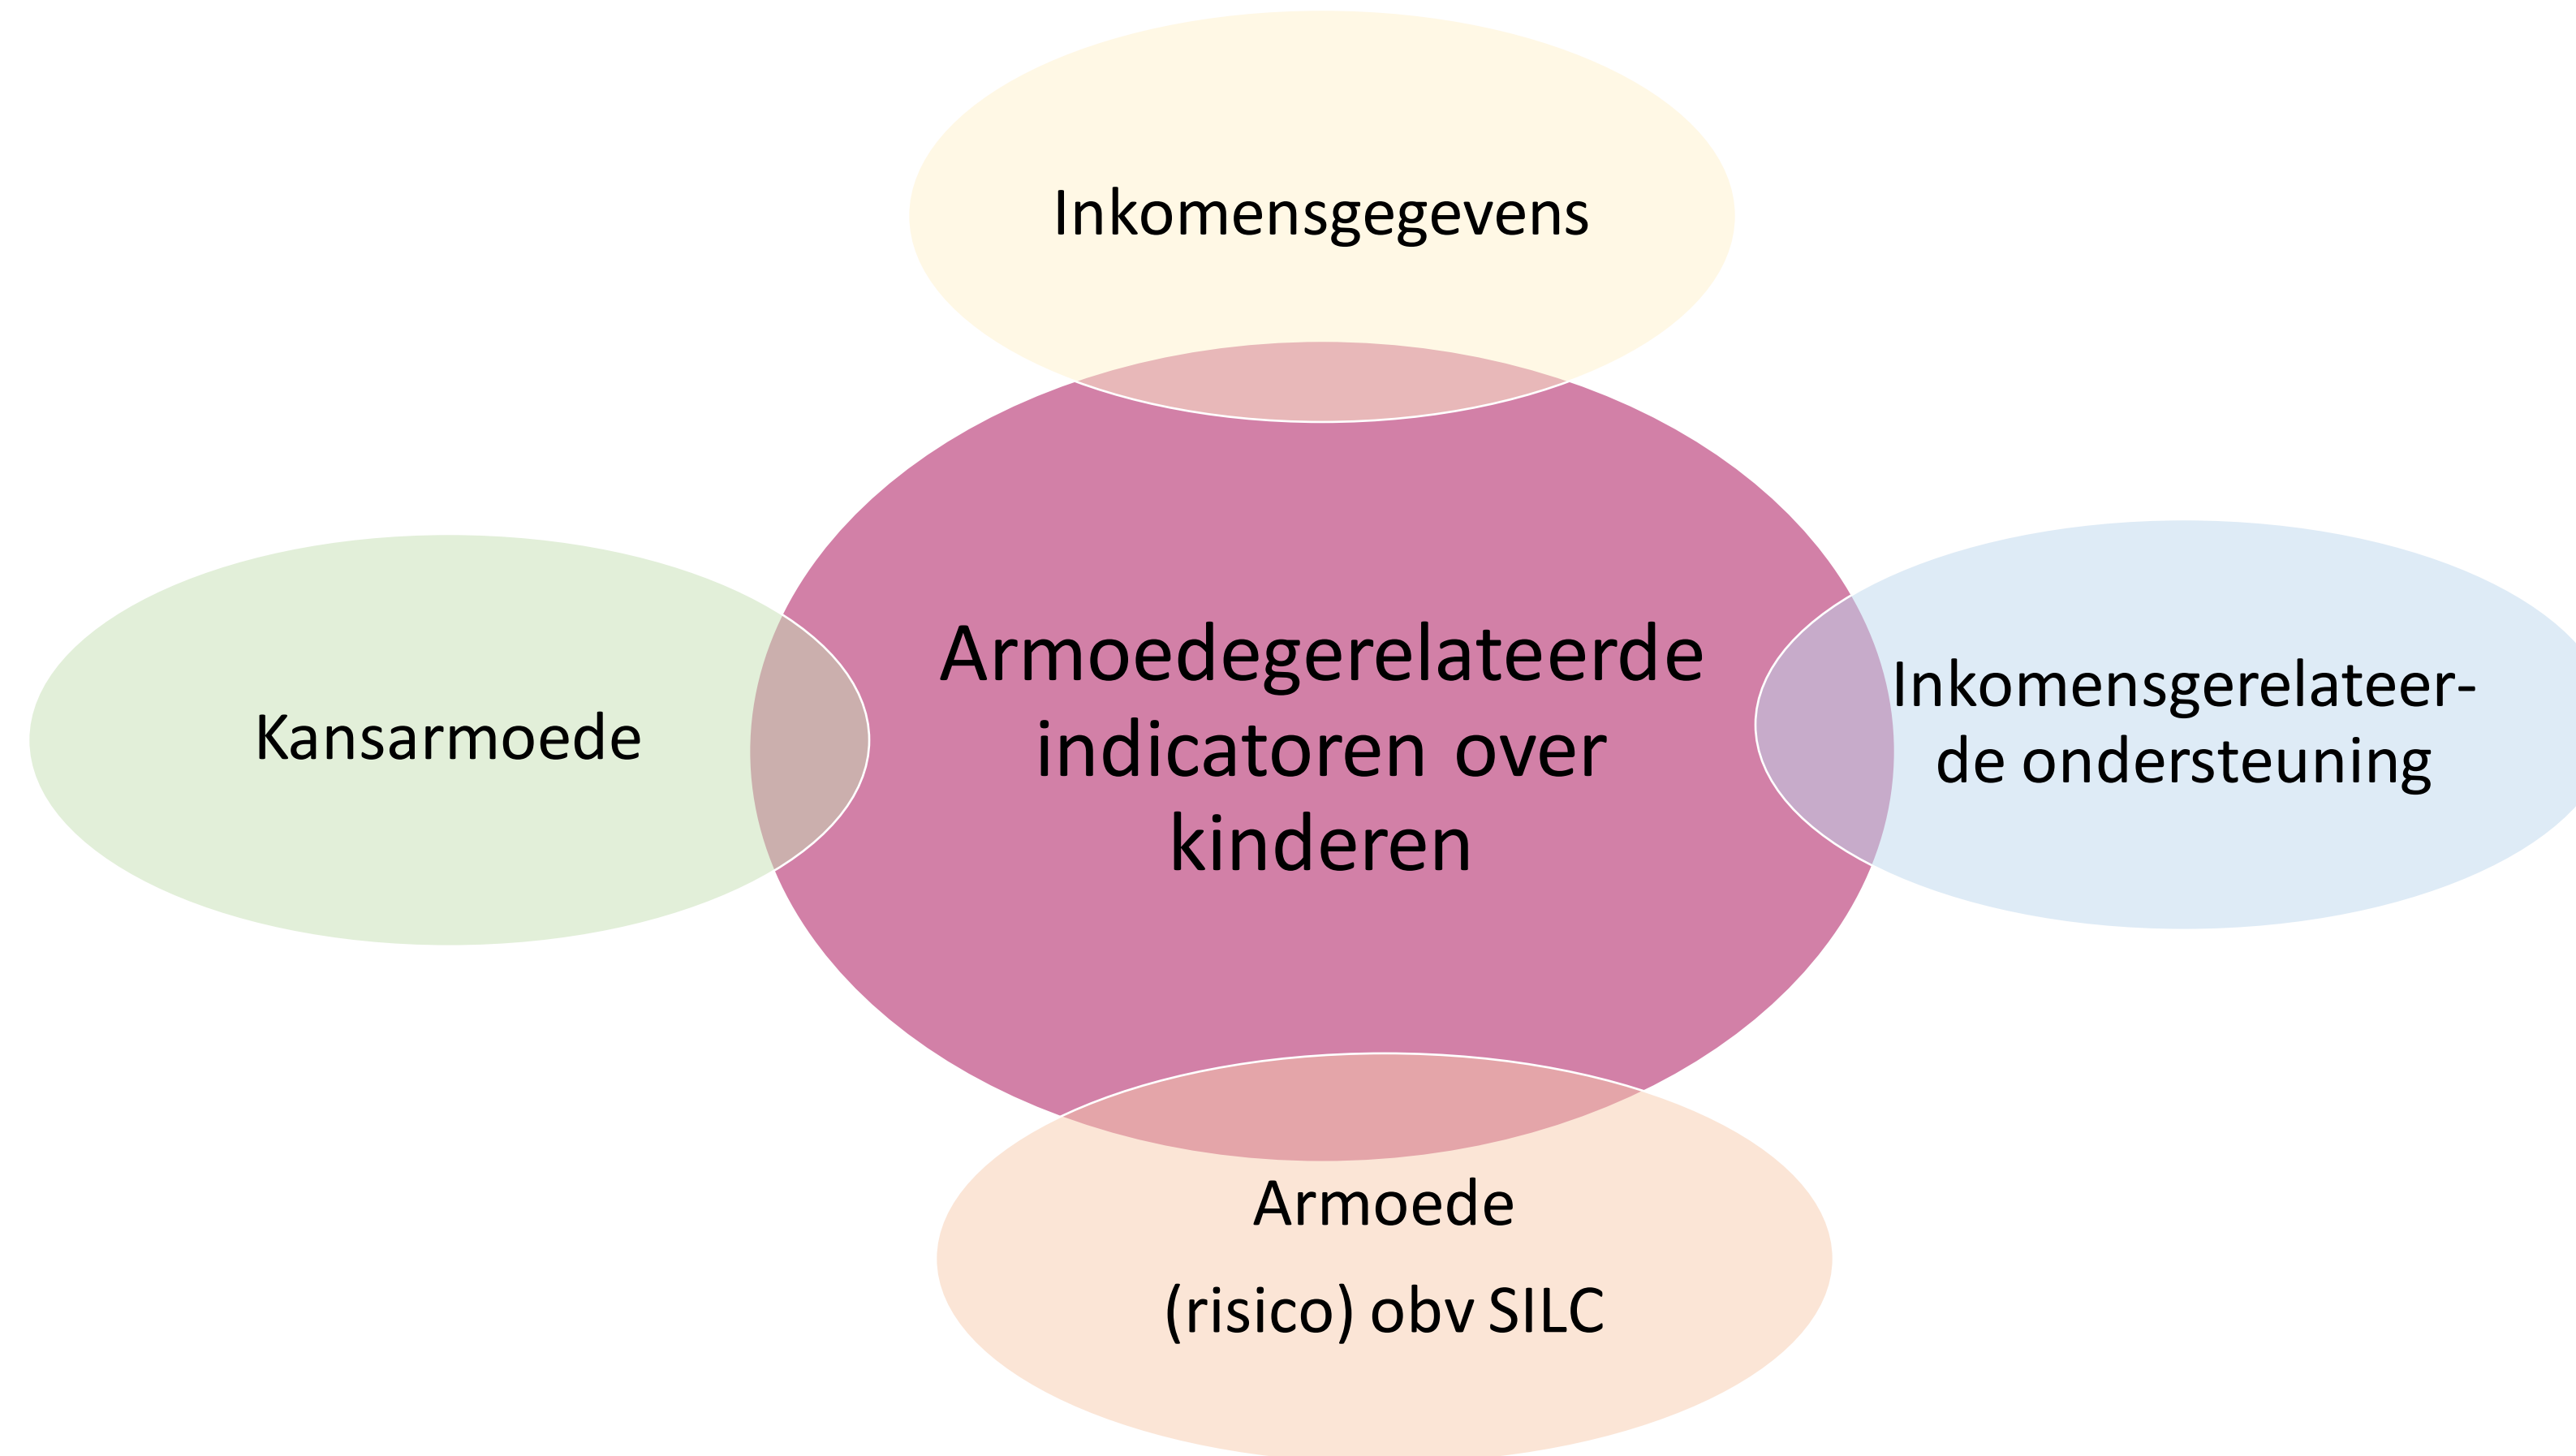 Inkomensgegevens
Kansarmoede
Armoedegerelateerde
indicatoren over
kinderen
Inkomensgerelateer-
de ondersteuning
Armoede
(risico) obv SILC